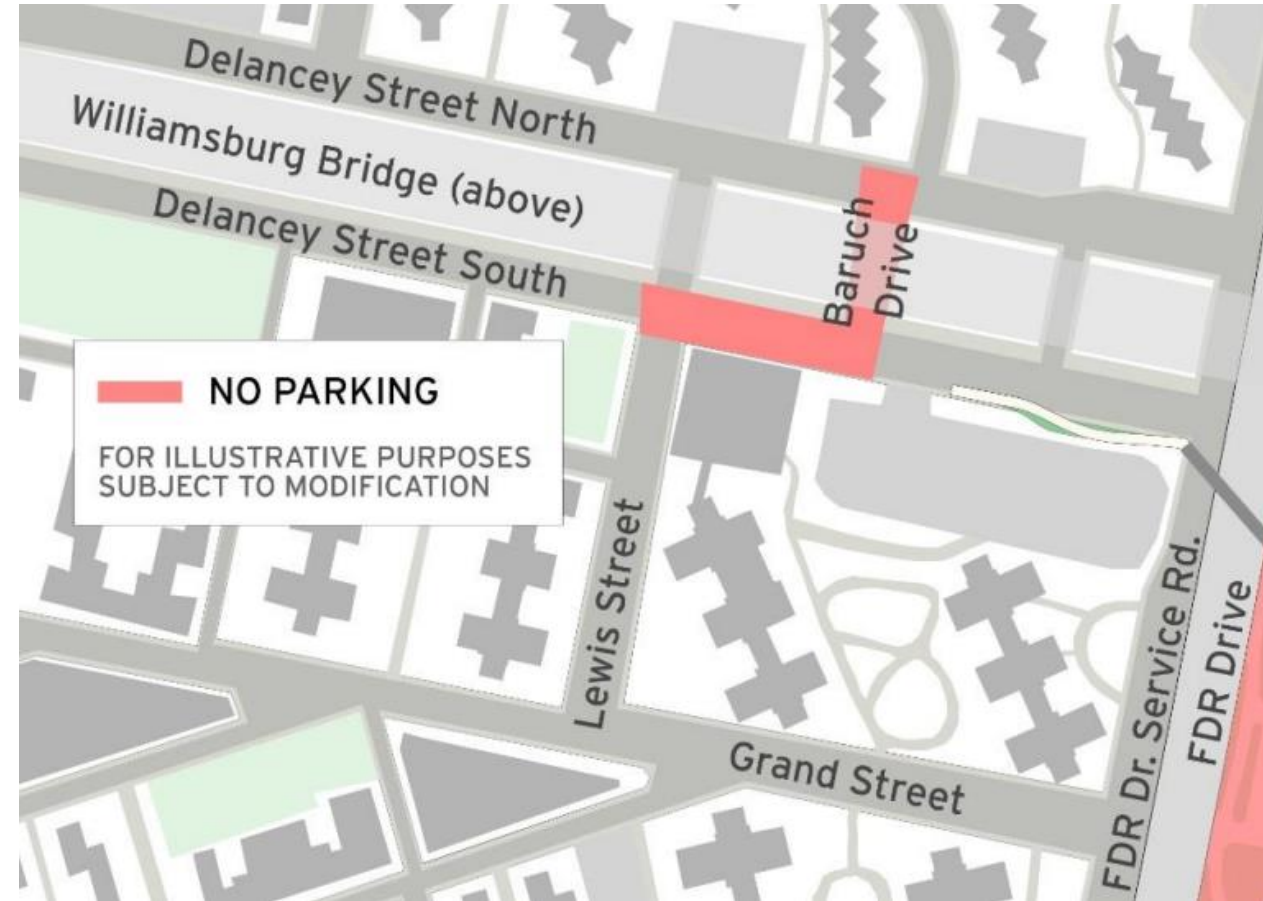 Delancey Street North
Williamsburg Bridge (above)
Delancey Street South
Baruch
Drive
NO PARKING
FOR ILLUSTRATIVE PURPOSES
SUBJECT TO MODIFICATION
Lewis Street
Grand Street
FDR Dr. Service Rd.
FDR Drive